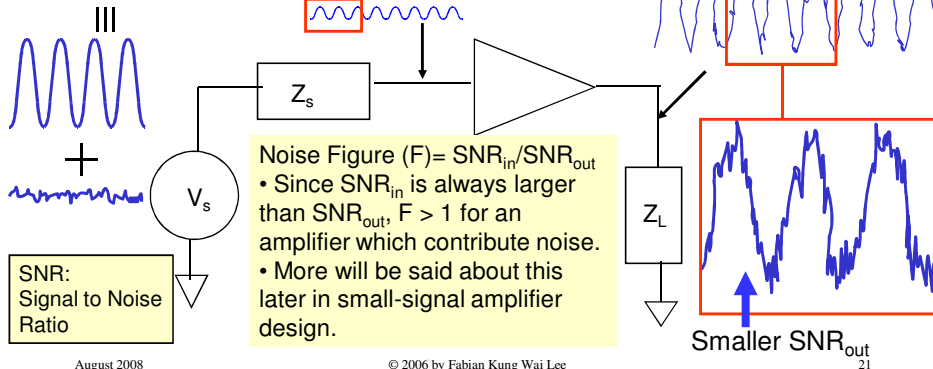 Z_s
V_s
Z_L
Noise Figure (F)= SNR_in/SNR_out
• Since SNR_in is always larger
than SNR_out, F > 1 for an
amplifier which contribute noise.
• More will be said about this
later in small-signal amplifier
design.
SNR:
Signal to Noise
Ratio
Smaller SNR_out
August 2008
© 2006 by Fabian Kung Wai Lee
21